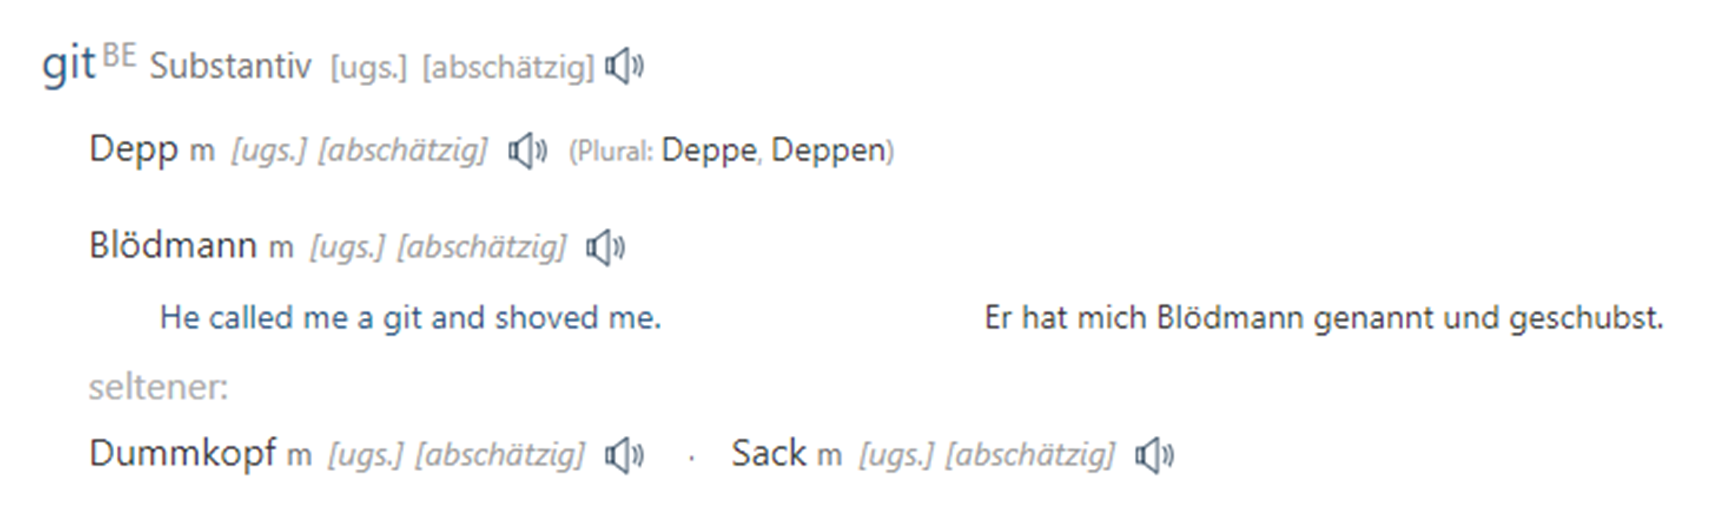 git BE Substantiv [ugs.] [abschätzig]
Depp m [ugs.] [abschätzig] (Plural: Deppe, Deppen)
Blödmann m [ugs.] [abschätzig]
He called me a git and shoved me. Er hat mich Blödmann genannt und geschubst.
seltener:
Dummkopf m [ugs.] [abschätzig] · Sack m [ugs.] [abschätzig]